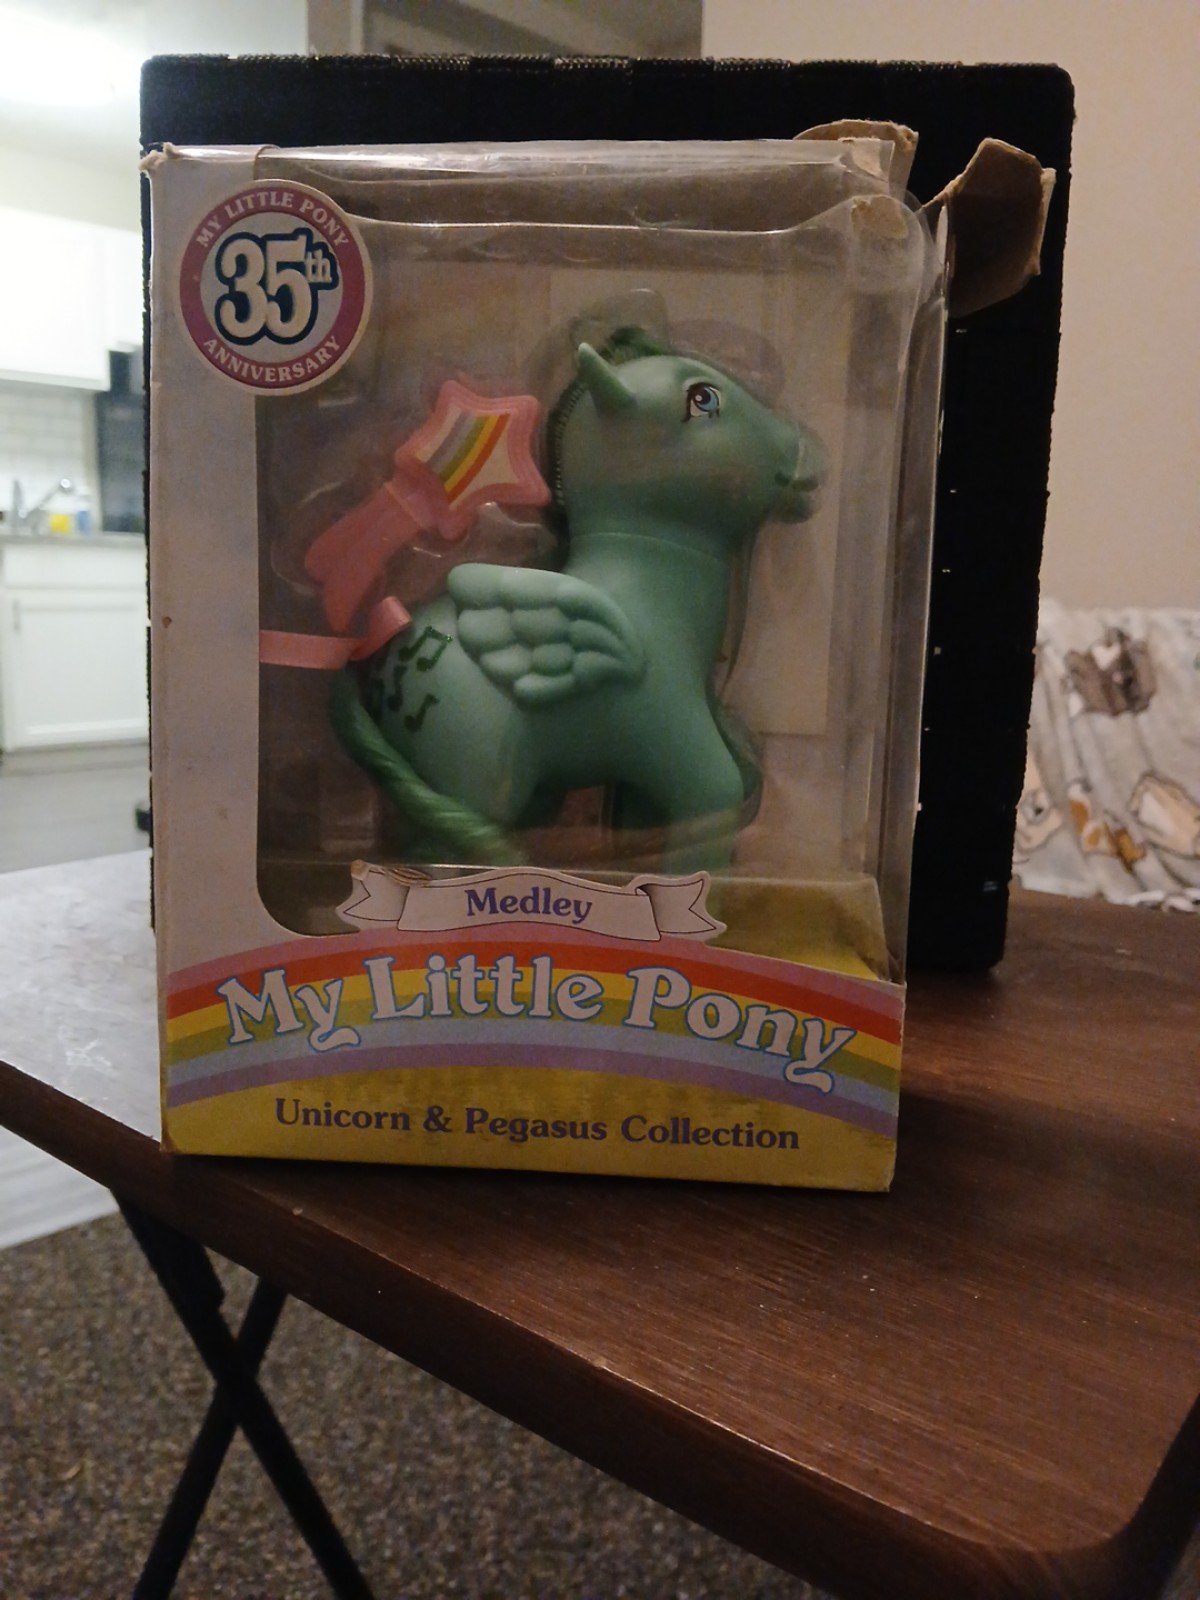 MY LITTLE PONY
35th
ANNIVERSARY
Medley
My Little Pony
Unicorn & Pegasus Collection